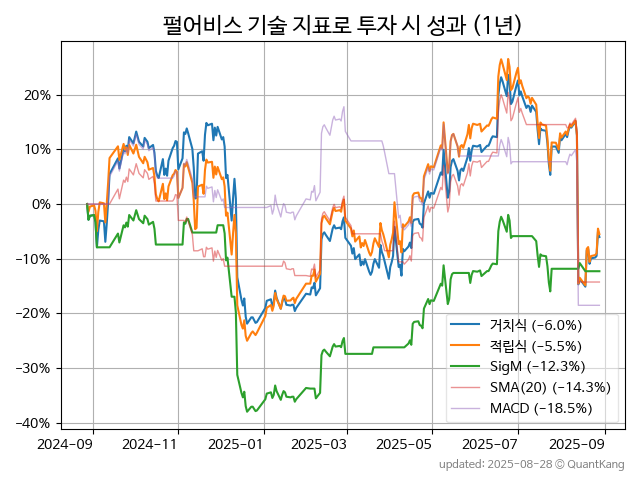 펄어비스 기술 지표로 투자 시 성과 (1년)
20%
10%
0%
−10%
−20%
−30%
−40%
2024-09
2024-11
2025-01
2025-03
2025-05
2025-07
2025-09
거치식 (−6.0%)
적립식 (−5.5%)
SigM (−12.3%)
SMA(20) (−14.3%)
MACD (−18.5%)
updated: 2025-08-28 © QuantKang